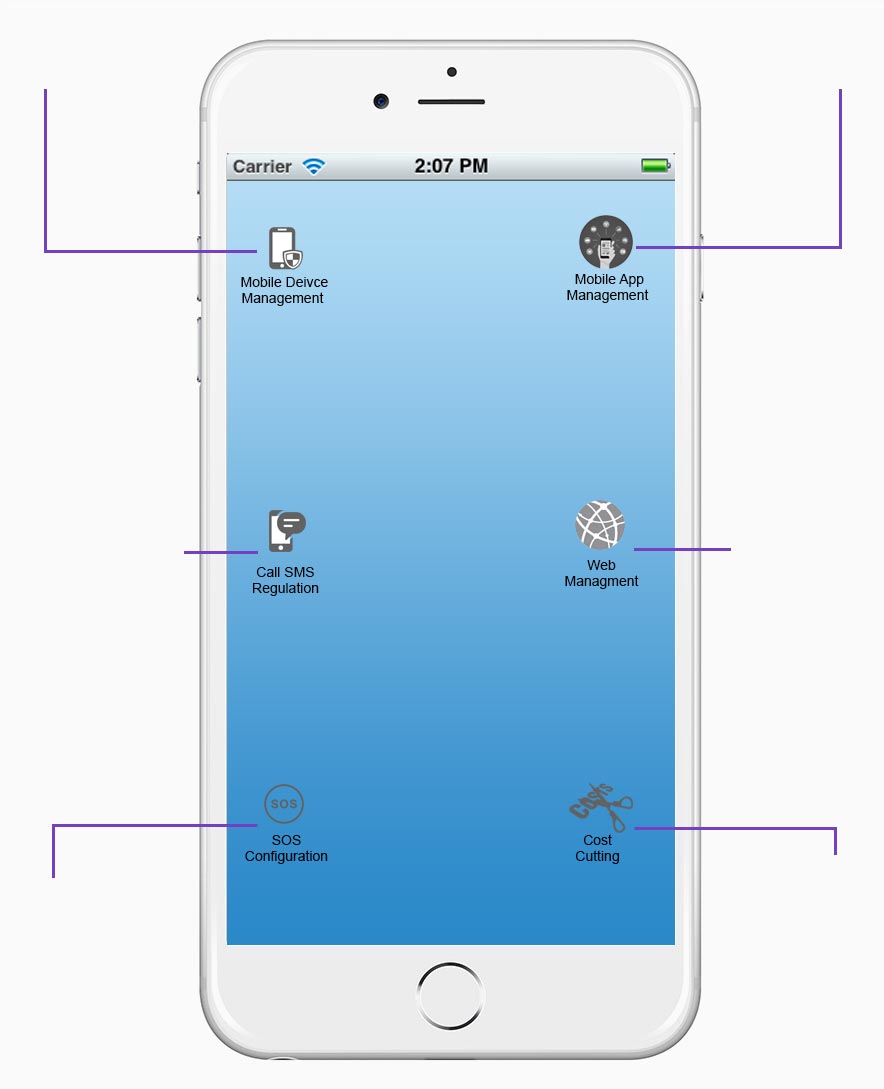 Carrier 2:07 PM
Mobile Deivce
Management
Mobile App
Management
Call SMS
Regulation
Web
Managment
SOS
SOS
Configuration
Costs
Cost
Cutting